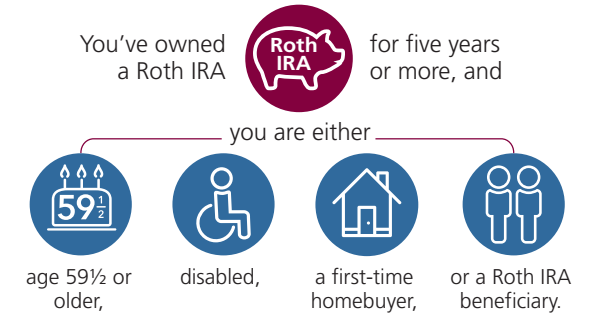 You've owned
a Roth IRA
Roth
IRA
for five years
or more, and
you are either
59½
age 59½ or
older,
disabled,
a first-time
homebuyer,
or a Roth IRA
beneficiary.